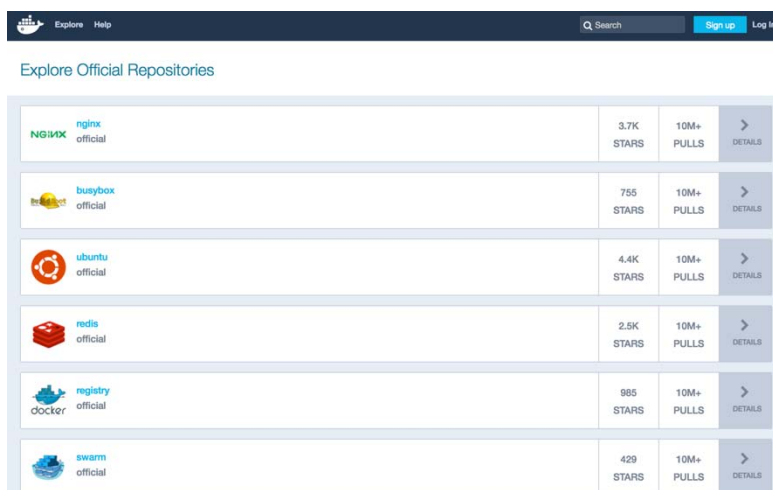 Explore Help Search Sign up Log In
Explore Official Repositories
NGINX
nginx
official
3.7K
STARS
10M+
PULLS
DETAILS
busybox
official
755
STARS
10M+
PULLS
DETAILS
ubuntu
official
4.4K
STARS
10M+
PULLS
DETAILS
redis
official
2.5K
STARS
10M+
PULLS
DETAILS
docker
registry
official
985
STARS
10M+
PULLS
DETAILS
swarm
official
429
STARS
10M+
PULLS
DETAILS